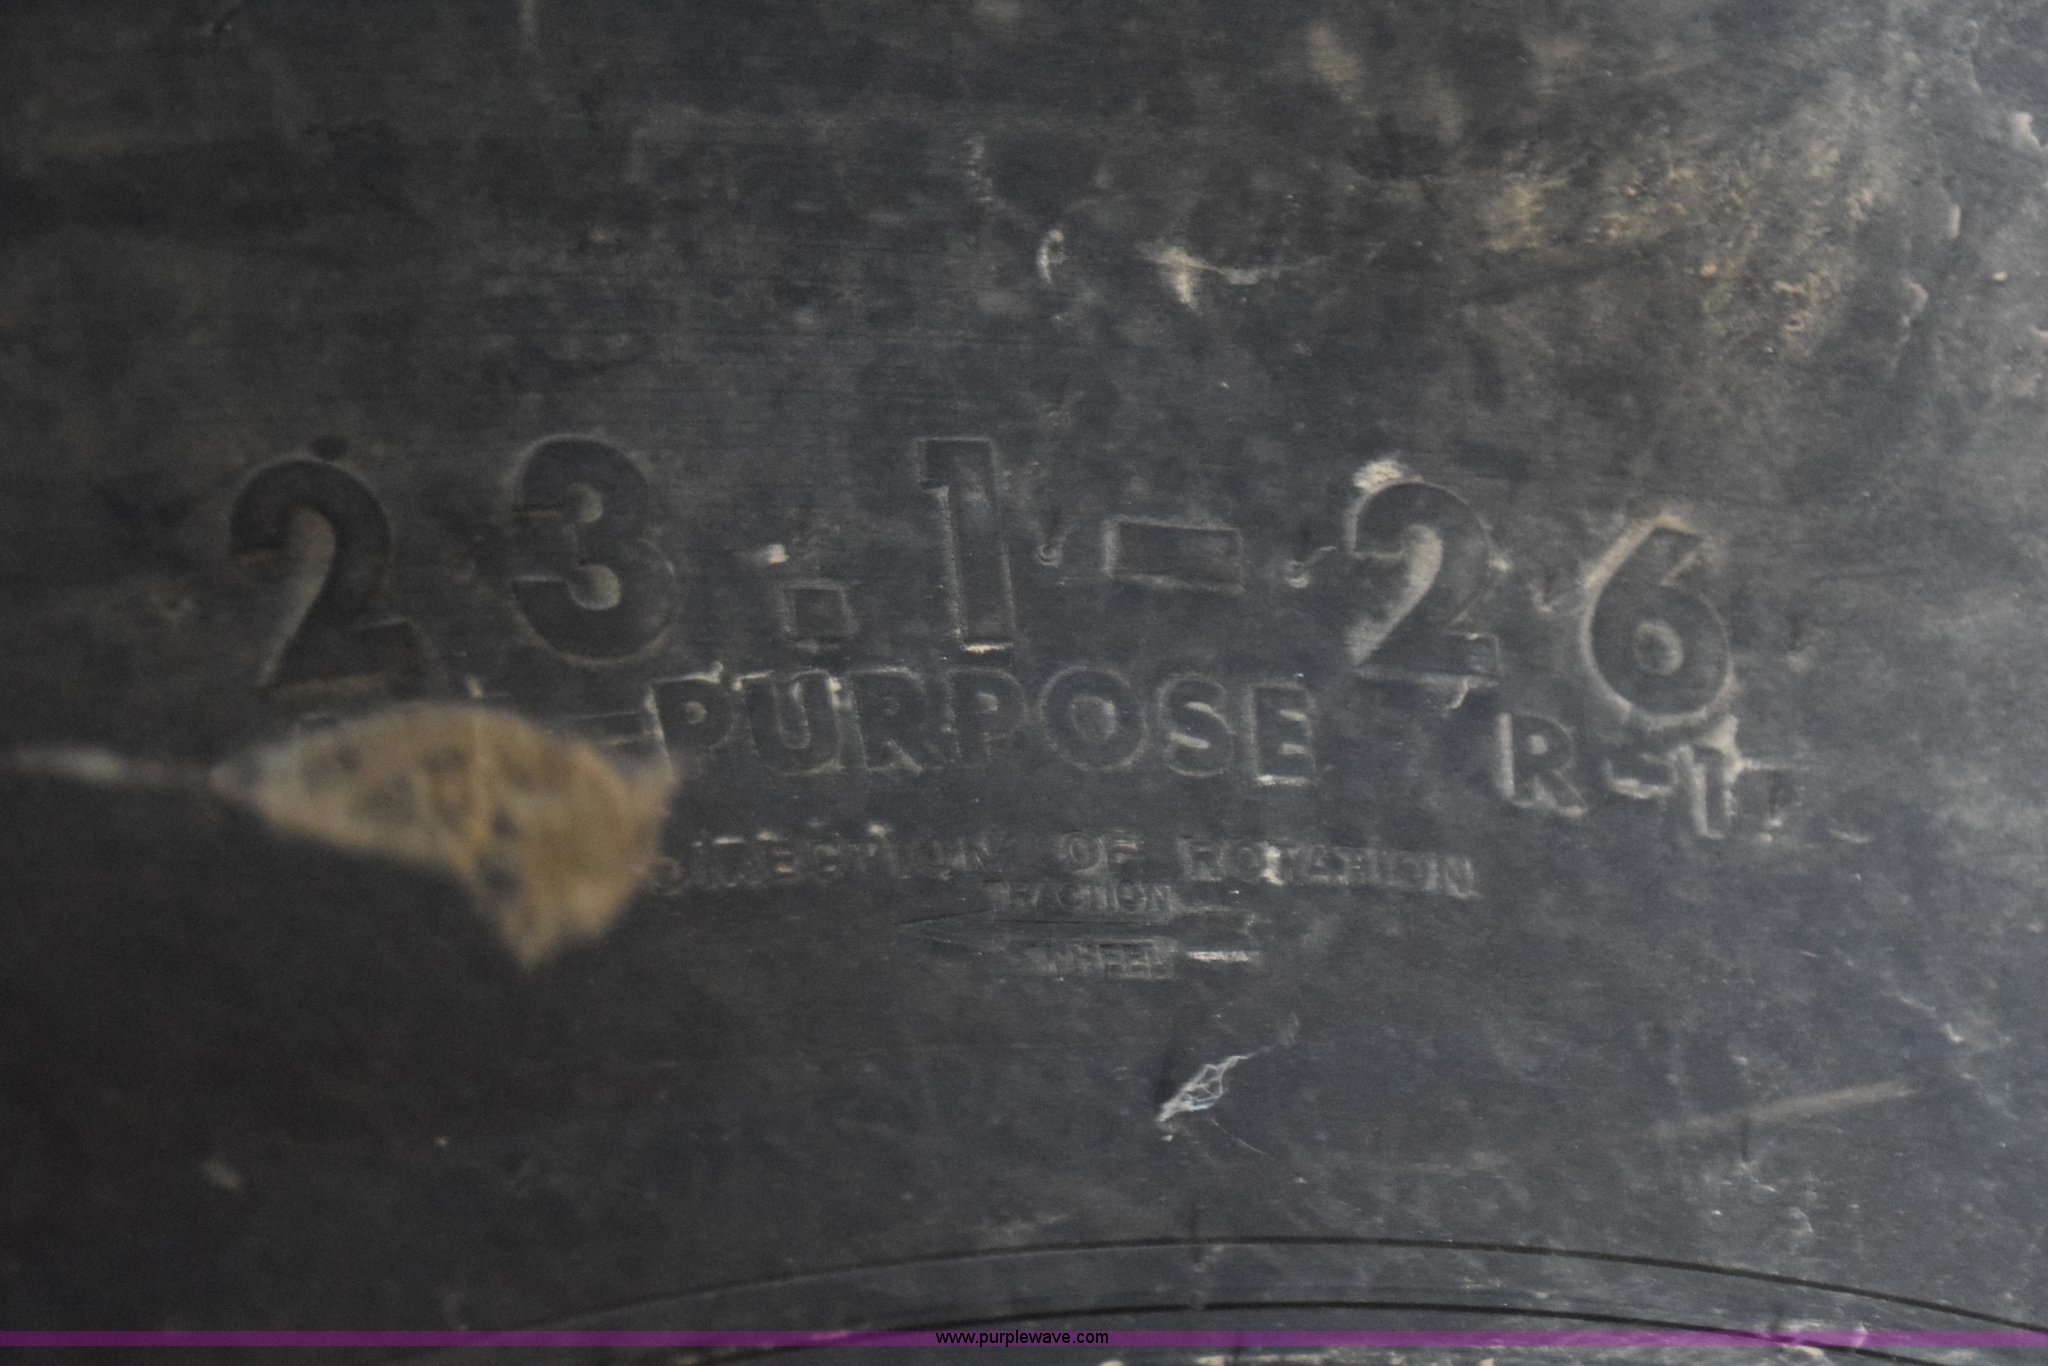 23.1-26
-PURPOSE R-1
DIRECTION OF ROTATION
TRACTION
WHEEL
www.purplewave.com